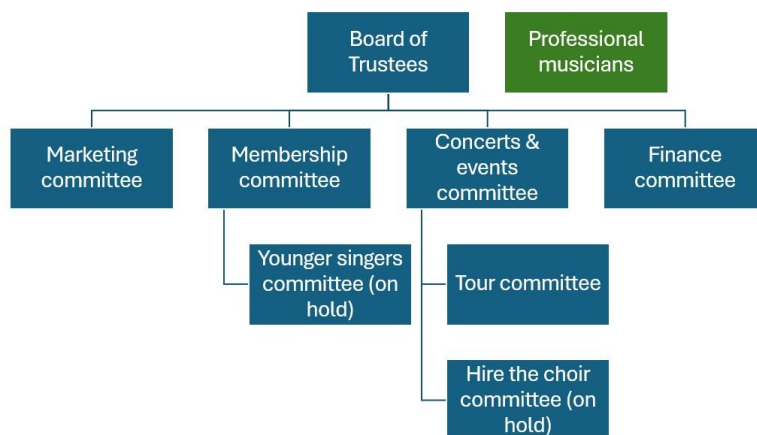 Board of
Trustees
Professional
musicians
Marketing
committee
Membership
committee
Concerts &
events
committee
Finance
committee
Younger singers
committee (on
hold)
Tour committee
Hire the choir
committee (on
hold)